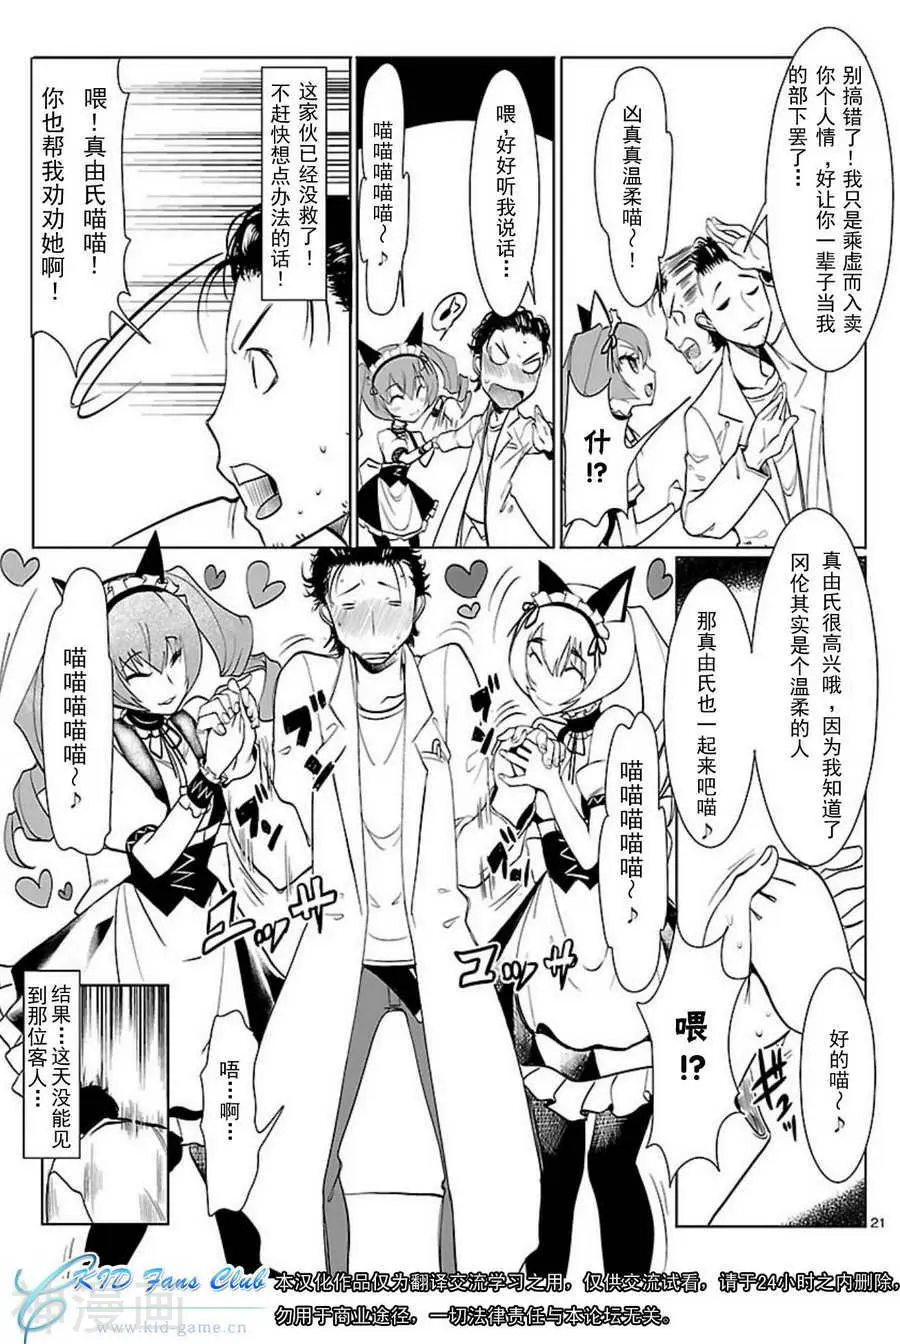 别搞错了！我只是乘虚而入卖
你个人情，好让你一辈子当我
的部下罢了…
凶真真温柔喵！
什!?
喂，好好听我说话…
喵喵喵喵～♪
这家伙已经没救了！
不赶快想点办法的话！
喂！真由氏喵喵！
你也帮我劝劝她啊！
真由氏很高兴哦，因为我知道了
冈伦其实是个温柔的人
那真由氏也一起来吧喵♪
好的喵～♪
喂!?
喵喵喵喵喵～♪
喵喵喵喵喵～♪
ユッサ
ユッサ
唔…啊…
结果…这天没能见
到那位客人…
21
KID Fans Club
www.kid-game.cn
本汉化作品仅为翻译交流学习之用，仅供交流试看，请于24小时之内删除，
勿用于商业途径，一切法律责任与本论坛无关。